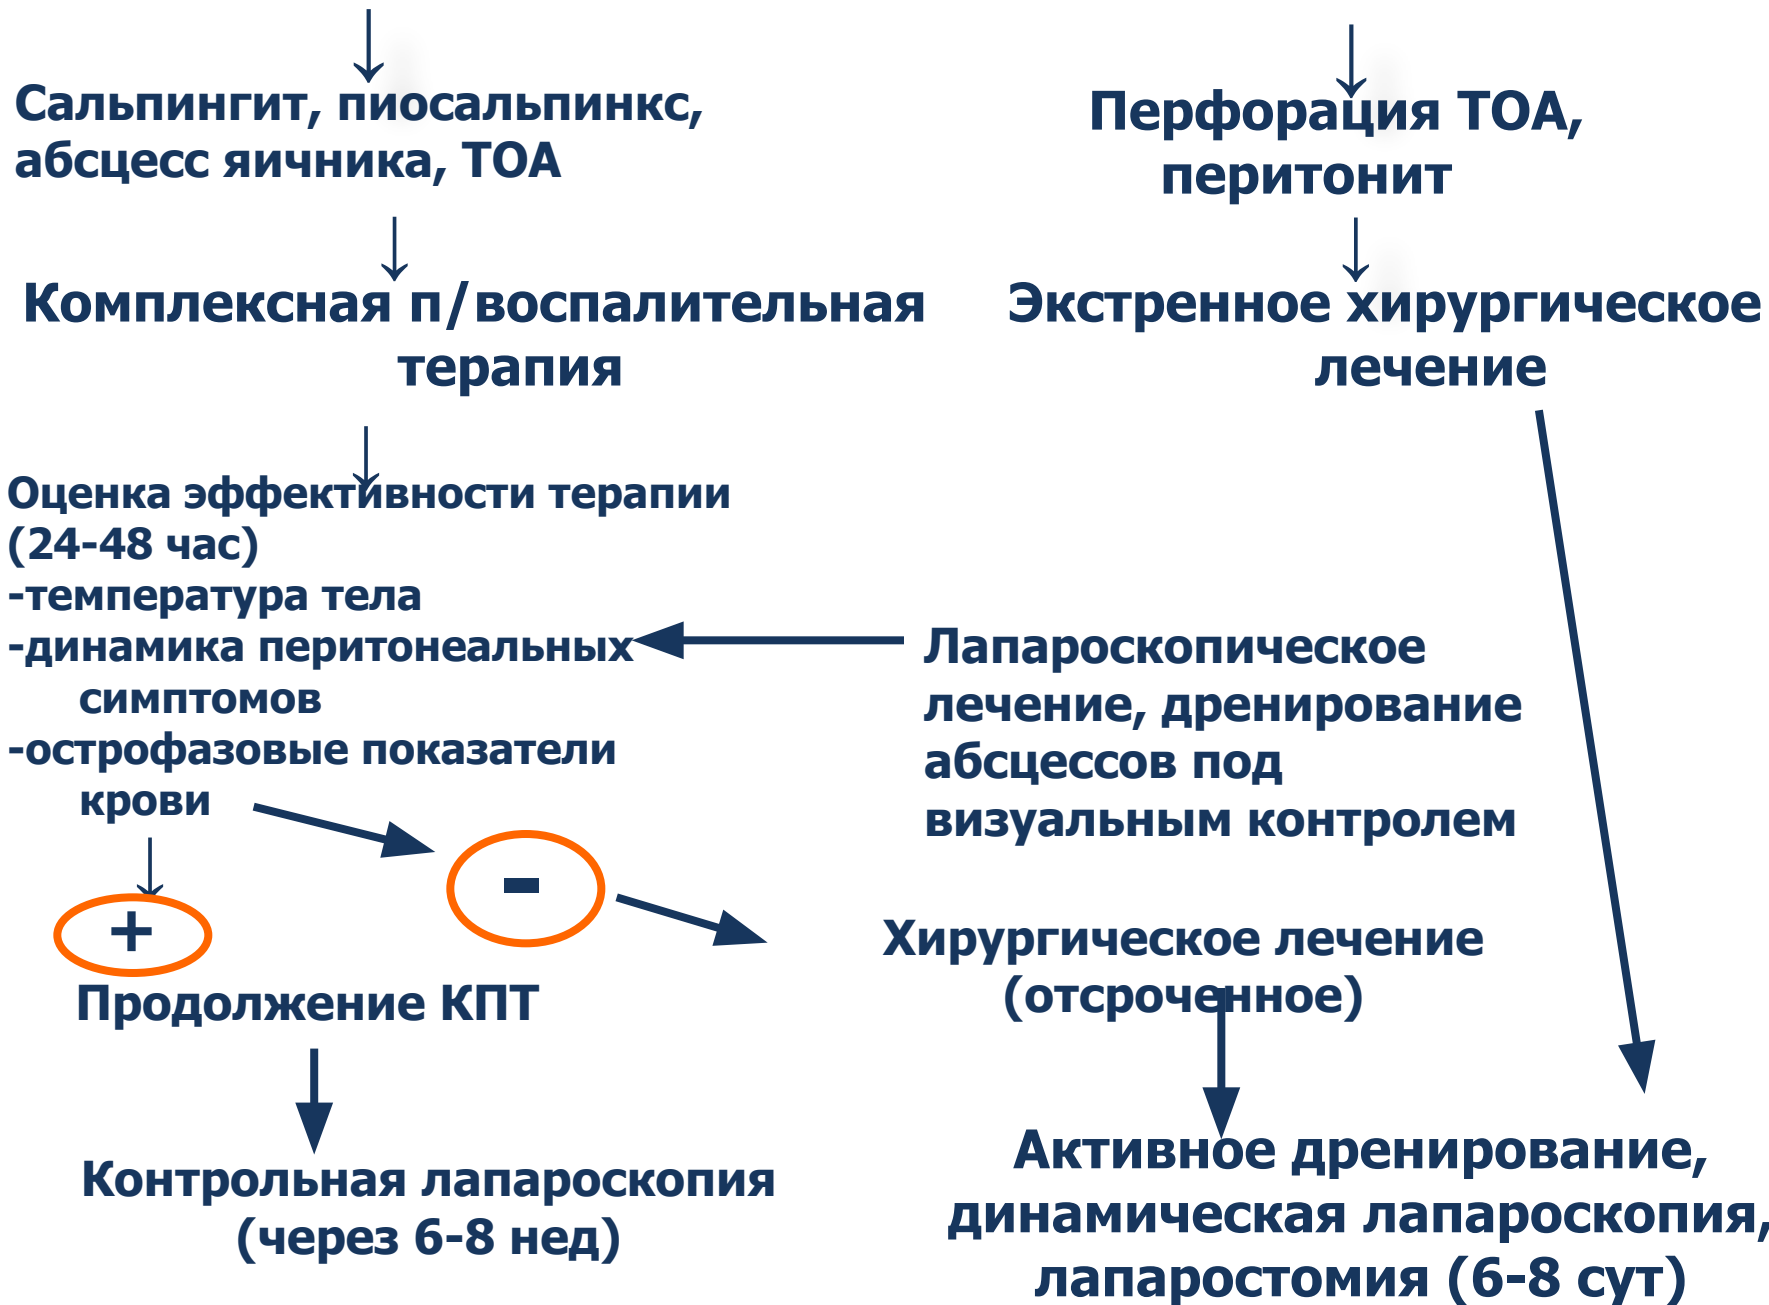 Сальпингит, пиосальпинкс,
абсцесс яичника, ТОА
Перфорация ТОА,
перитонит
Комплексная п/воспалительная
терапия
Экстренное хирургическое
лечение
Оценка эффективности терапии
(24-48 час)
-температура тела
-динамика перитонеальных
симптомов
-острофазовые показатели
крови
Лапароскопическое
лечение, дренирование
абсцессов под
визуальным контролем
+
-
Продолжение КПТ
Хирургическое лечение
(отсроченное)
Контрольная лапароскопия
(через 6-8 нед)
Активное дренирование,
динамическая лапароскопия,
лапаростомия (6-8 сут)